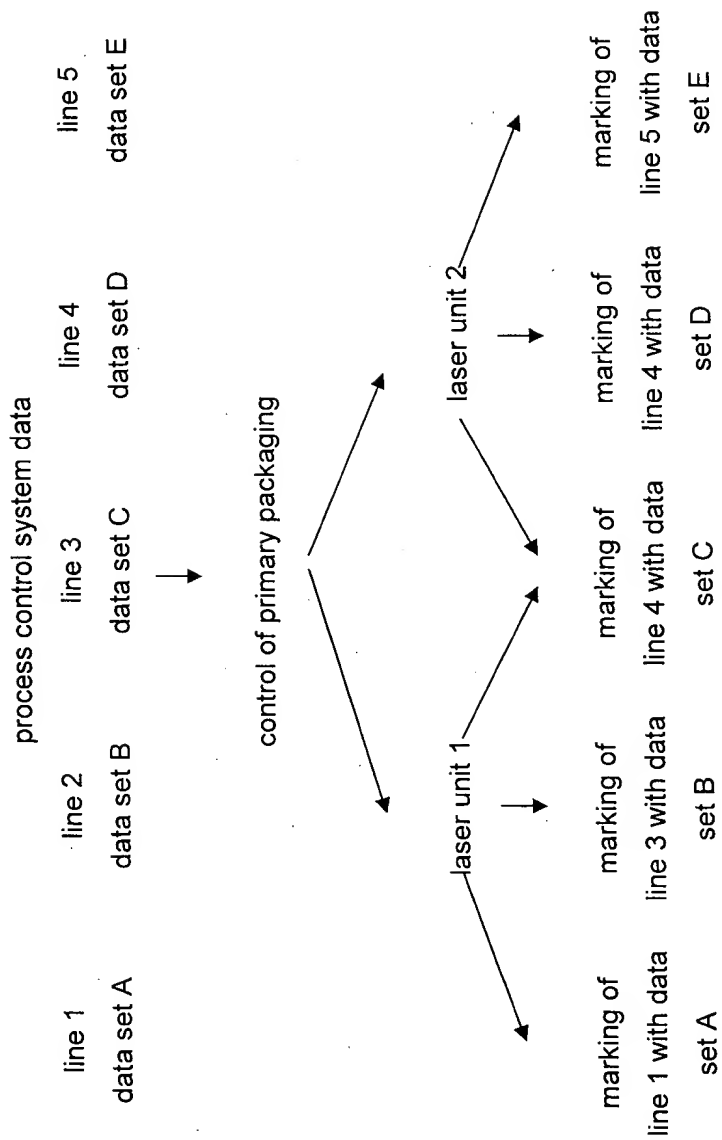 process control system data
line 1
data set A
line 2
data set B
line 3
data set C
line 4
data set D
line 5
data set E
control of primary packaging
laser unit 1
laser unit 2
marking of
line 1 with data
set A
marking of
line 3 with data
set B
marking of
line 4 with data
set C
marking of
line 4 with data
set D
marking of
line 5 with data
set E